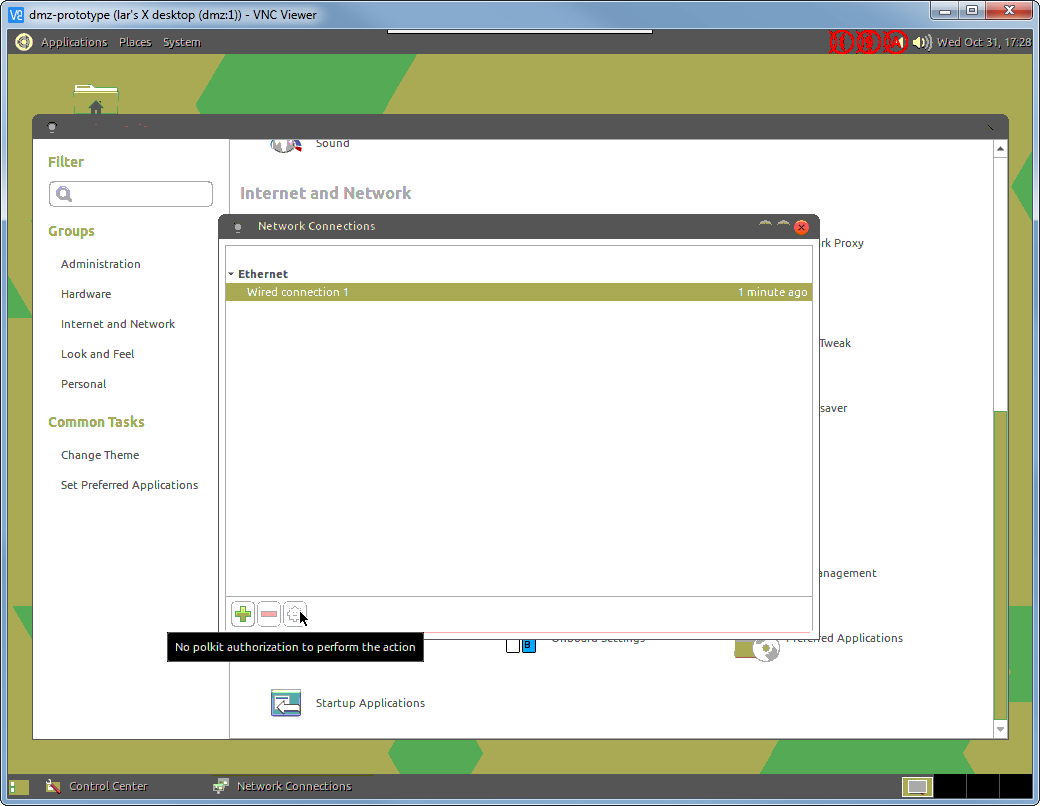 dmz-prototype (lar's X desktop (dmz:1)) - VNC Viewer
Applications Places System
Wed Oct 31, 17:28
Filter
Groups
Administration
Hardware
Internet and Network
Look and Feel
Personal
Common Tasks
Change Theme
Set Preferred Applications
Sound
Internet and Network
rk Proxy
Tweak
saver
anagement
Network Connections
Ethernet
Wired connection 1 1 minute ago
No polkit authorization to perform the action
Onboard Settings
Preferred Applications
Startup Applications
Control Center
Network Connections